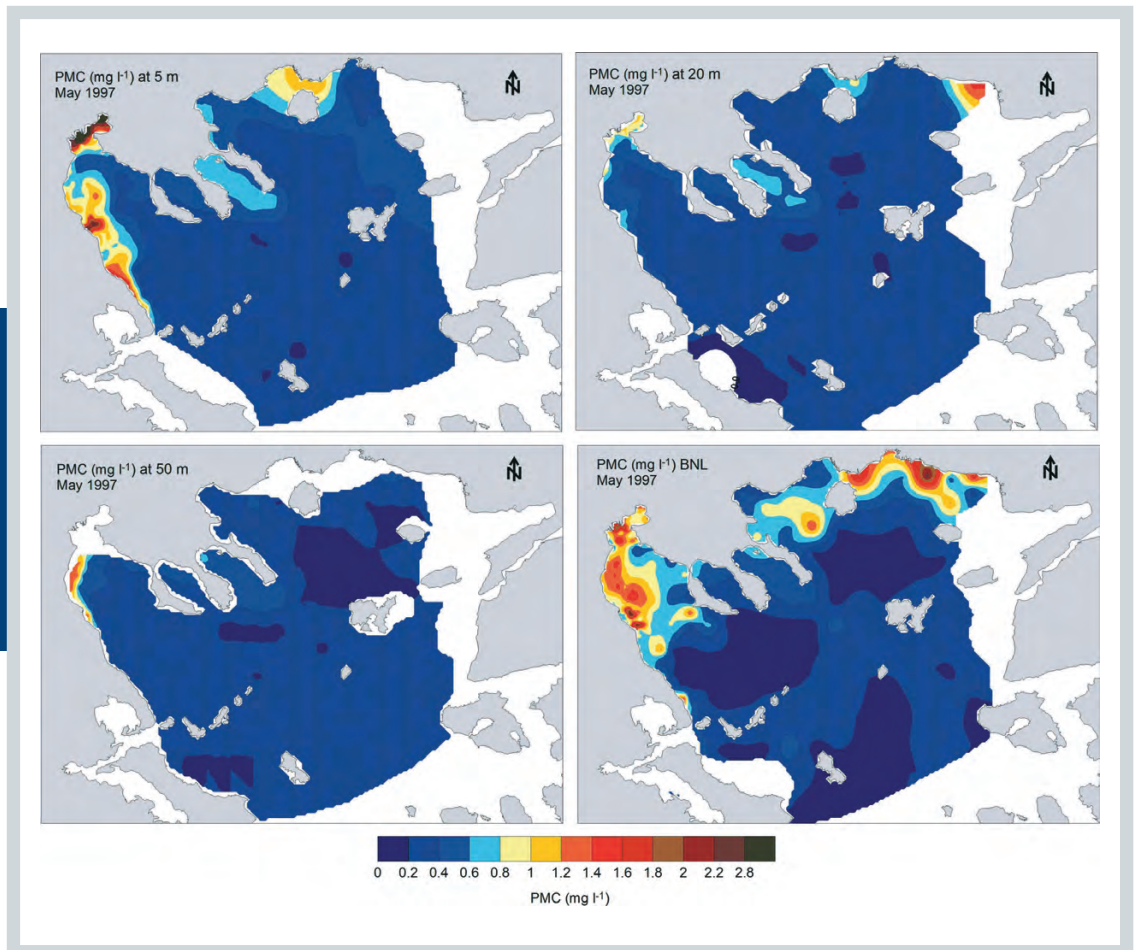 PMC (mg l-1) at 5 m
May 1997
N
PMC (mg l-1) at 20 m
May 1997
N
PMC (mg l-1) at 50 m
May 1997
N
PMC (mg l-1) BNL
May 1997
N
0 0.2 0.4 0.6 0.8 1 1.2 1.4 1.6 1.8 2 2.2 2.8
PMC (mg l-1)